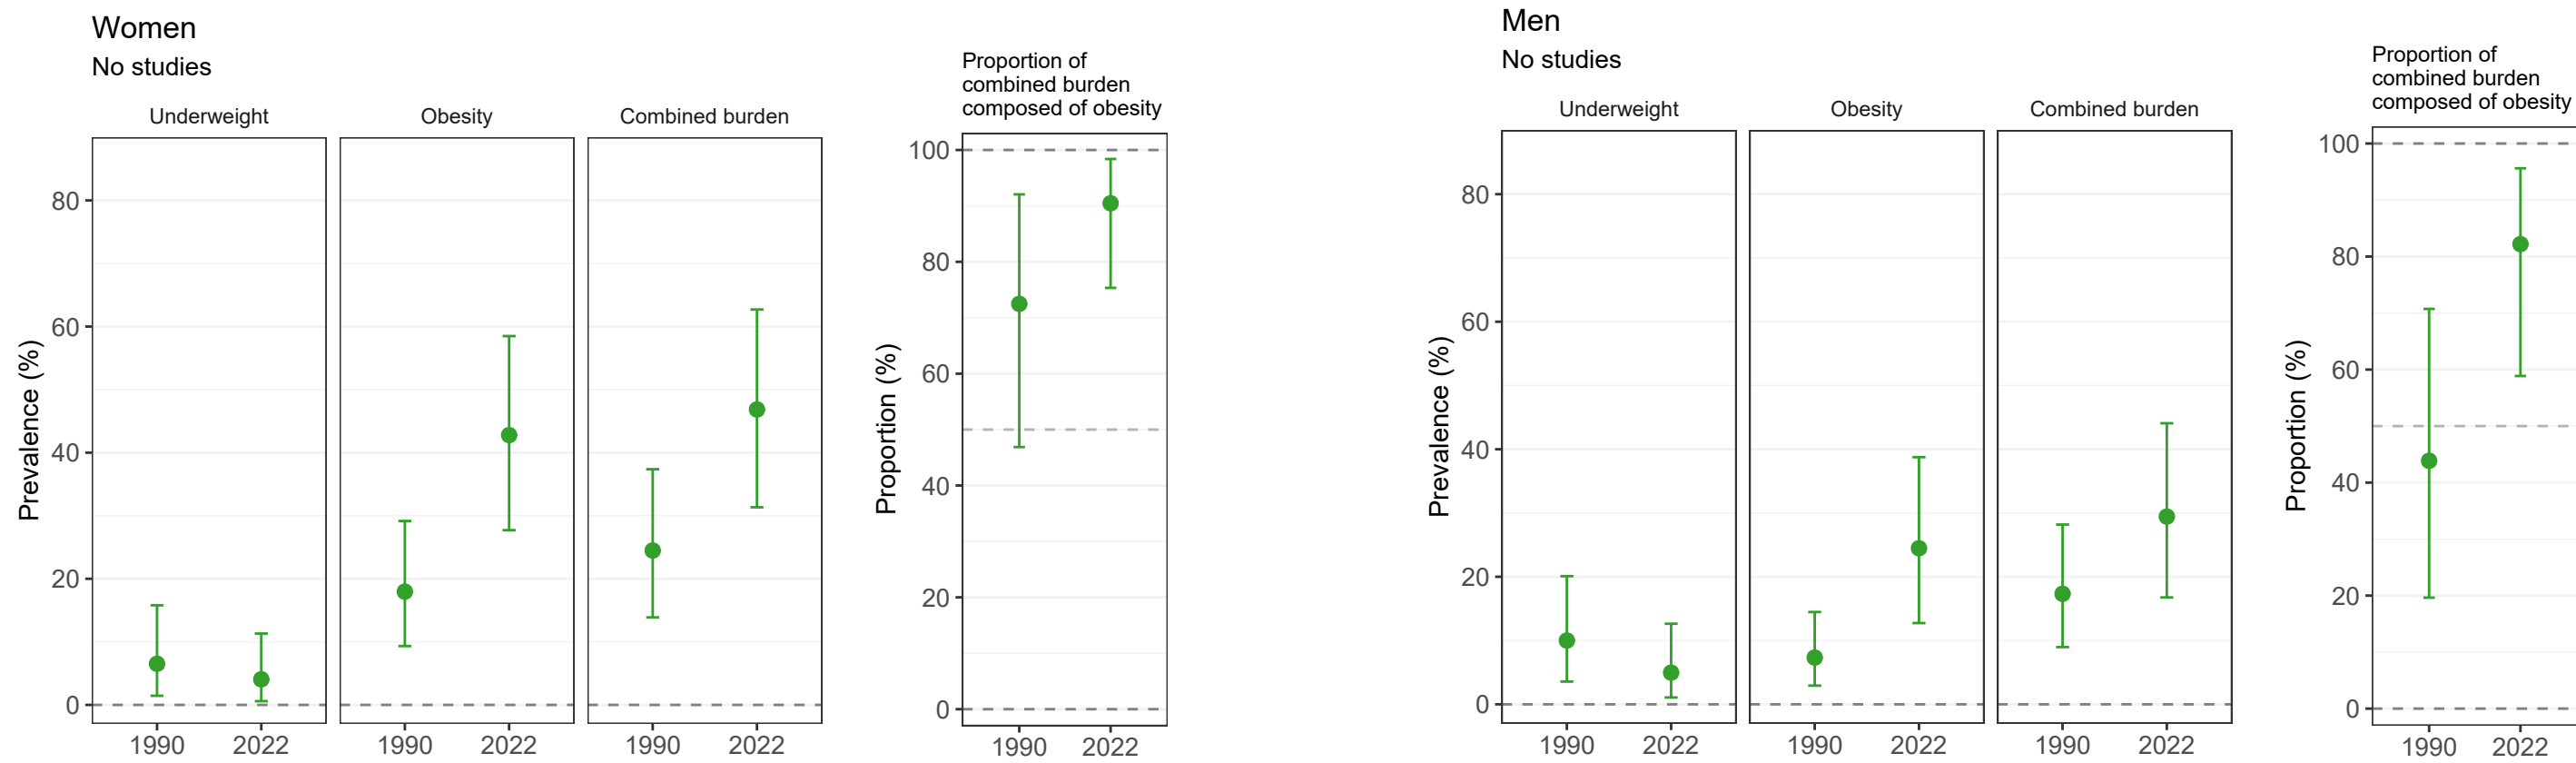 Women
No studies
Underweight
Obesity
Combined burden
Prevalence (%)
80
60
40
20
0
1990
2022
1990
2022
1990
2022
Proportion of
combined burden
composed of obesity
Proportion (%)
100
80
60
40
20
0
1990
2022
Men
No studies
Underweight
Obesity
Combined burden
Prevalence (%)
80
60
40
20
0
1990
2022
1990
2022
1990
2022
Proportion of
combined burden
composed of obesity
Proportion (%)
100
80
60
40
20
0
1990
2022